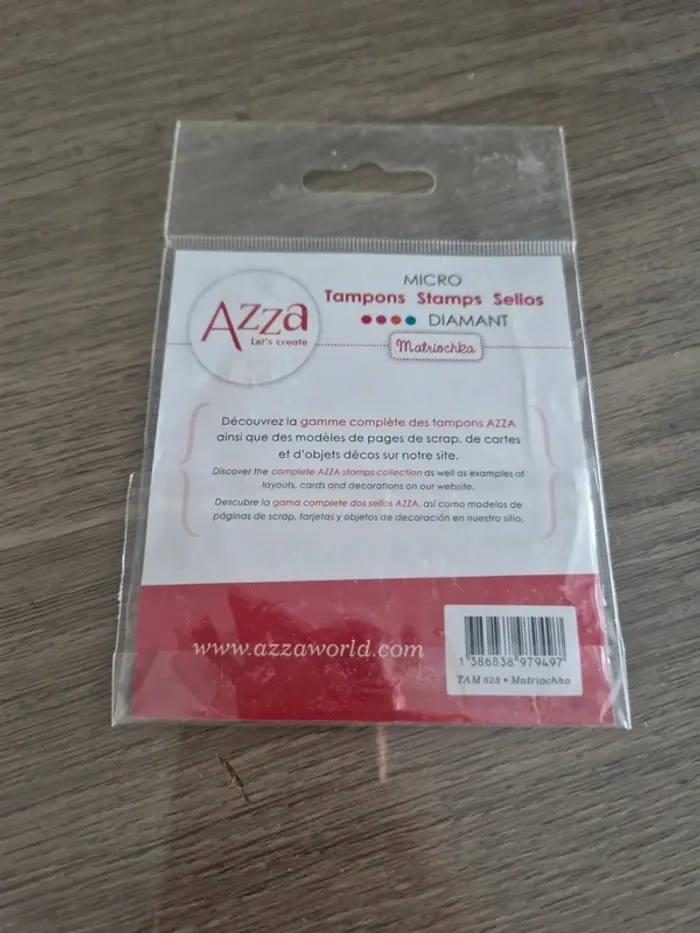 AZZA
Let's create
MICRO
Tampons Stamps Sellos
DIAMANT
Matriochka
Découvrez la gamme complète des tampons AZZA
ainsi que des modèles de pages de scrap, de cartes
et d'objets décos sur notre site.
Discover the complete AZZA stamps collection as well as examples of
layouts, cards and decorations on our website.
Descubre la gama complete dos sellos AZZA, así como modelos de
páginas de scrap, tarjetas y objetos de decoración en nuestro sitio.
www.azzaworld.com
1 386838 979497
TAM 628 • Matriochka